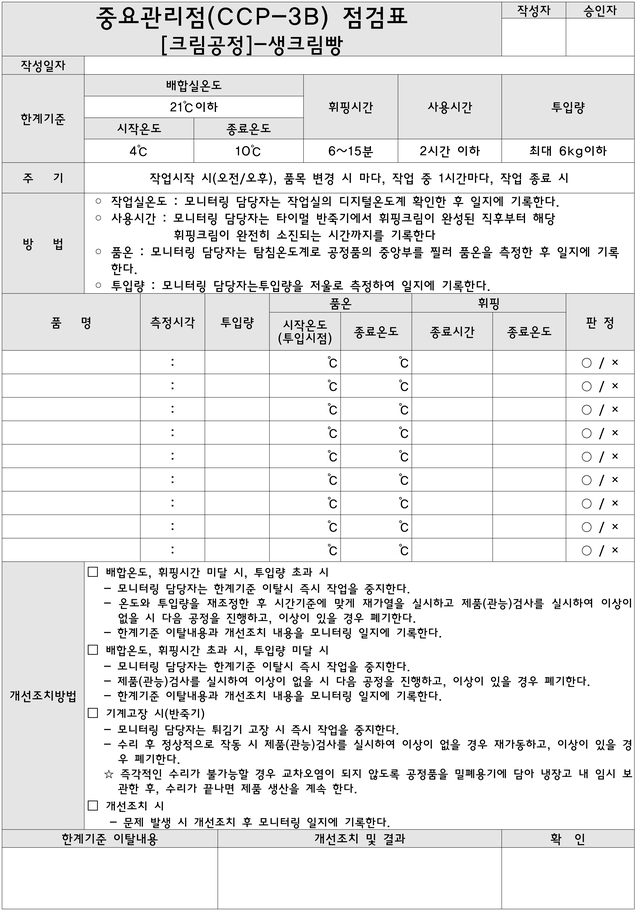 중요관리점(CCP-3B) 점검표
[크림공정]-생크림빵
작성자 승인자
작성일자
한계기준
배합실온도
21℃이하
휘핑시간 사용시간 투입량
시작온도 종료온도
4℃ 10℃ 6~15분 2시간 이하 최대 6kg이하
주 기 작업시작 시(오전/오후), 품목 변경 시 마다, 작업 중 1시간마다, 작업 종료 시
방 법
○ 작업실온도 : 모니터링 담당자는 작업실의 디지털온도계 확인한 후 일지에 기록한다.
○ 사용시간 : 모니터링 담당자는 타이멀 반죽기에서 휘핑크림이 완성된 직후부터 해당
휘핑크림이 완전히 소진되는 시간까지를 기록한다
○ 품온 : 모니터링 담당자는 탐침온도계로 공정품의 중앙부를 찔러 품온을 측정한 후 일지에 기록
한다.
○ 투입량 : 모니터링 담당자는투입량을 저울로 측정하여 일지에 기록한다.
품 명 측정시각 투입량 품온 휘핑 판 정
시작온도 종료온도 종료시간 종료온도
(투입시점)
: ℃ ℃ ○ / ×
: ℃ ℃ ○ / ×
: ℃ ℃ ○ / ×
: ℃ ℃ ○ / ×
: ℃ ℃ ○ / ×
: ℃ ℃ ○ / ×
: ℃ ℃ ○ / ×
: ℃ ℃ ○ / ×
: ℃ ℃ ○ / ×
개선조치방법
□ 배합온도, 휘핑시간 미달 시, 투입량 초과 시
- 모니터링 담당자는 한계기준 이탈시 즉시 작업을 중지한다.
- 온도와 투입량을 재조정한 후 시간기준에 맞게 재가열을 실시하고 제품(관능)검사를 실시하여 이상이
없을 시 다음 공정을 진행하고, 이상이 있을 경우 폐기한다.
- 한계기준 이탈내용과 개선조치 내용을 모니터링 일지에 기록한다.
□ 배합온도, 휘핑시간 초과 시, 투입량 미달 시
- 모니터링 담당자는 한계기준 이탈시 즉시 작업을 중지한다.
- 제품(관능)검사를 실시하여 이상이 없을 시 다음 공정을 진행하고, 이상이 있을 경우 폐기한다.
- 한계기준 이탈내용과 개선조치 내용을 모니터링 일지에 기록한다.
□ 기계고장 시(반죽기)
- 모니터링 담당자는 튀김기 고장 시 즉시 작업을 중지한다.
- 수리 후 정상적으로 작동 시 제품(관능)검사를 실시하여 이상이 없을 경우 재가동하고, 이상이 있을 경
우 폐기한다.
☆ 즉각적인 수리가 불가능할 경우 교차오염이 되지 않도록 공정품을 밀폐용기에 담아 냉장고 내 임시 보
관한 후, 수리가 끝나면 제품 생산을 계속 한다.
□ 개선조치 시
- 문제 발생 시 개선조치 후 모니터링 일지에 기록한다.
한계기준 이탈내용 개선조치 및 결과 확 인